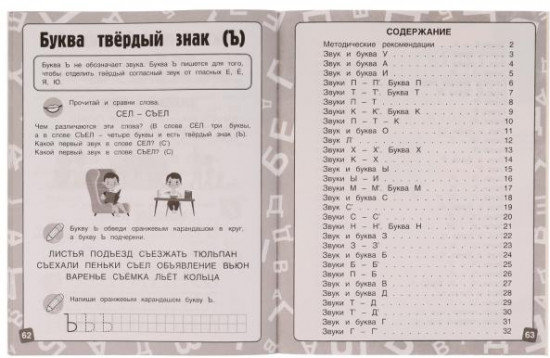 Буква твёрдый знак (Ъ)
Буква Ъ не обозначает звука. Буква Ъ пишется для того,
чтобы отделить твёрдый согласный звук от гласных Е, Ё,
Я, Ю.
Прочитай и сравни слова.
СЕЛ – СЪЕЛ
Чем различаются эти слова? (В слове СЕЛ три буквы,
а в слове СЪЕЛ – четыре буквы и есть твёрдый знак (Ъ).
Какой первый звук в слове СЕЛ? (С')
Какой первый звук в слове СЪЕЛ? (С)
Букву Ъ обведи оранжевым карандашом в круг,
а букву Ь подчеркни.
ЛИСТЬЯ ПОДЪЕЗД СЪЕЗЖАТЬ ТЮЛЬПАН
СЪЕХАЛИ ПЕНЬКИ СЪЕЛ ОБЪЯВЛЕНИЕ ВЬЮН
ВАРЕНЬЕ СЪЁМКА ЛЬЁТ КОЛЬЦА
Напиши оранжевым карандашом букву Ъ.
Ъ Ъ Ъ
62
СОДЕРЖАНИЕ
Методические рекомендации 2
Звук и буква У 3
Звук и буква А 4
Звук и буква И 5
Звуки П – П'. Буква П 6
Звуки Т – Т'. Буква Т 7
Звуки П – Т 8
Звуки К – К'. Буква К 9
Звуки П – Т – К 10
Звук и буква О 11
Звук Л' 12
Звуки Х – Х'. Буква Х 13
Звуки К – Х 14
Звук и буква Ы 15
Звуки Ы – И 16
Звуки М – М'. Буква М 17
Звук и буква С 18
Звук С' 19
Звуки С – С' 20
Звуки Н – Н'. Буква Н 21
Звук и буква З 22
Звуки З – З' 23
Звук и буква Б 24
Звуки Б – Б' 25
Звуки П – Б 26
Звук и буква В 27
Звук и буква Д 28
Звуки Т – Д 29
Звуки Т' – Д' 30
Звук и буква Г 31
Звуки Г – Г' 32
63